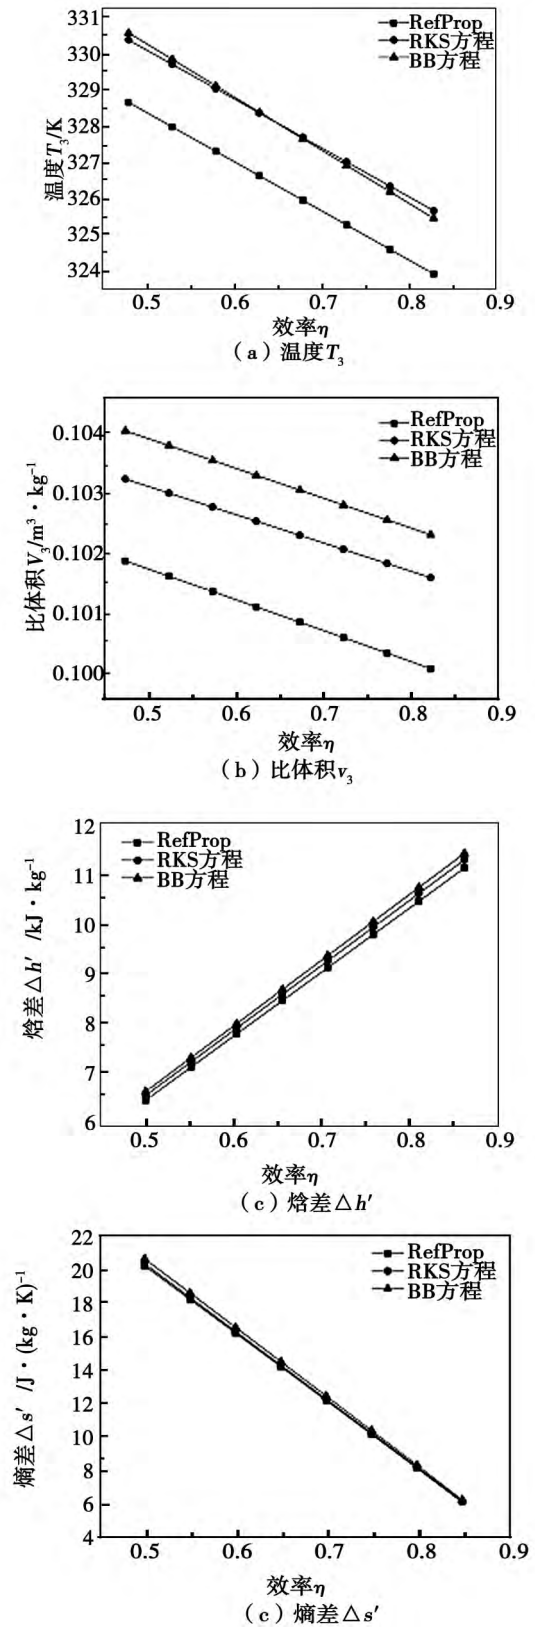 331
330
329
328
327
326
325
324
温度T₃/K
RefProp
RKS方程
BB方程
0.5 0.6 0.7 0.8 0.9
效率η
(a)温度T₃
0.104
0.103
0.102
0.101
0.100
比体积V₃/m³·kg⁻¹
RefProp
RKS方程
BB方程
0.5 0.6 0.7 0.8 0.9
效率η
(b)比体积v₃
12
11
10
9
8
7
6
焓差△h′ /kJ·kg⁻¹
RefProp
RKS方程
BB方程
0.5 0.6 0.7 0.8 0.9
效率η
(c)焓差△h′
22
20
18
16
14
12
10
8
6
4
熵差△s′ /J·(kg·K)⁻¹
RefProp
RKS方程
BB方程
0.5 0.6 0.7 0.8 0.9
效率η
(c)熵差△s′